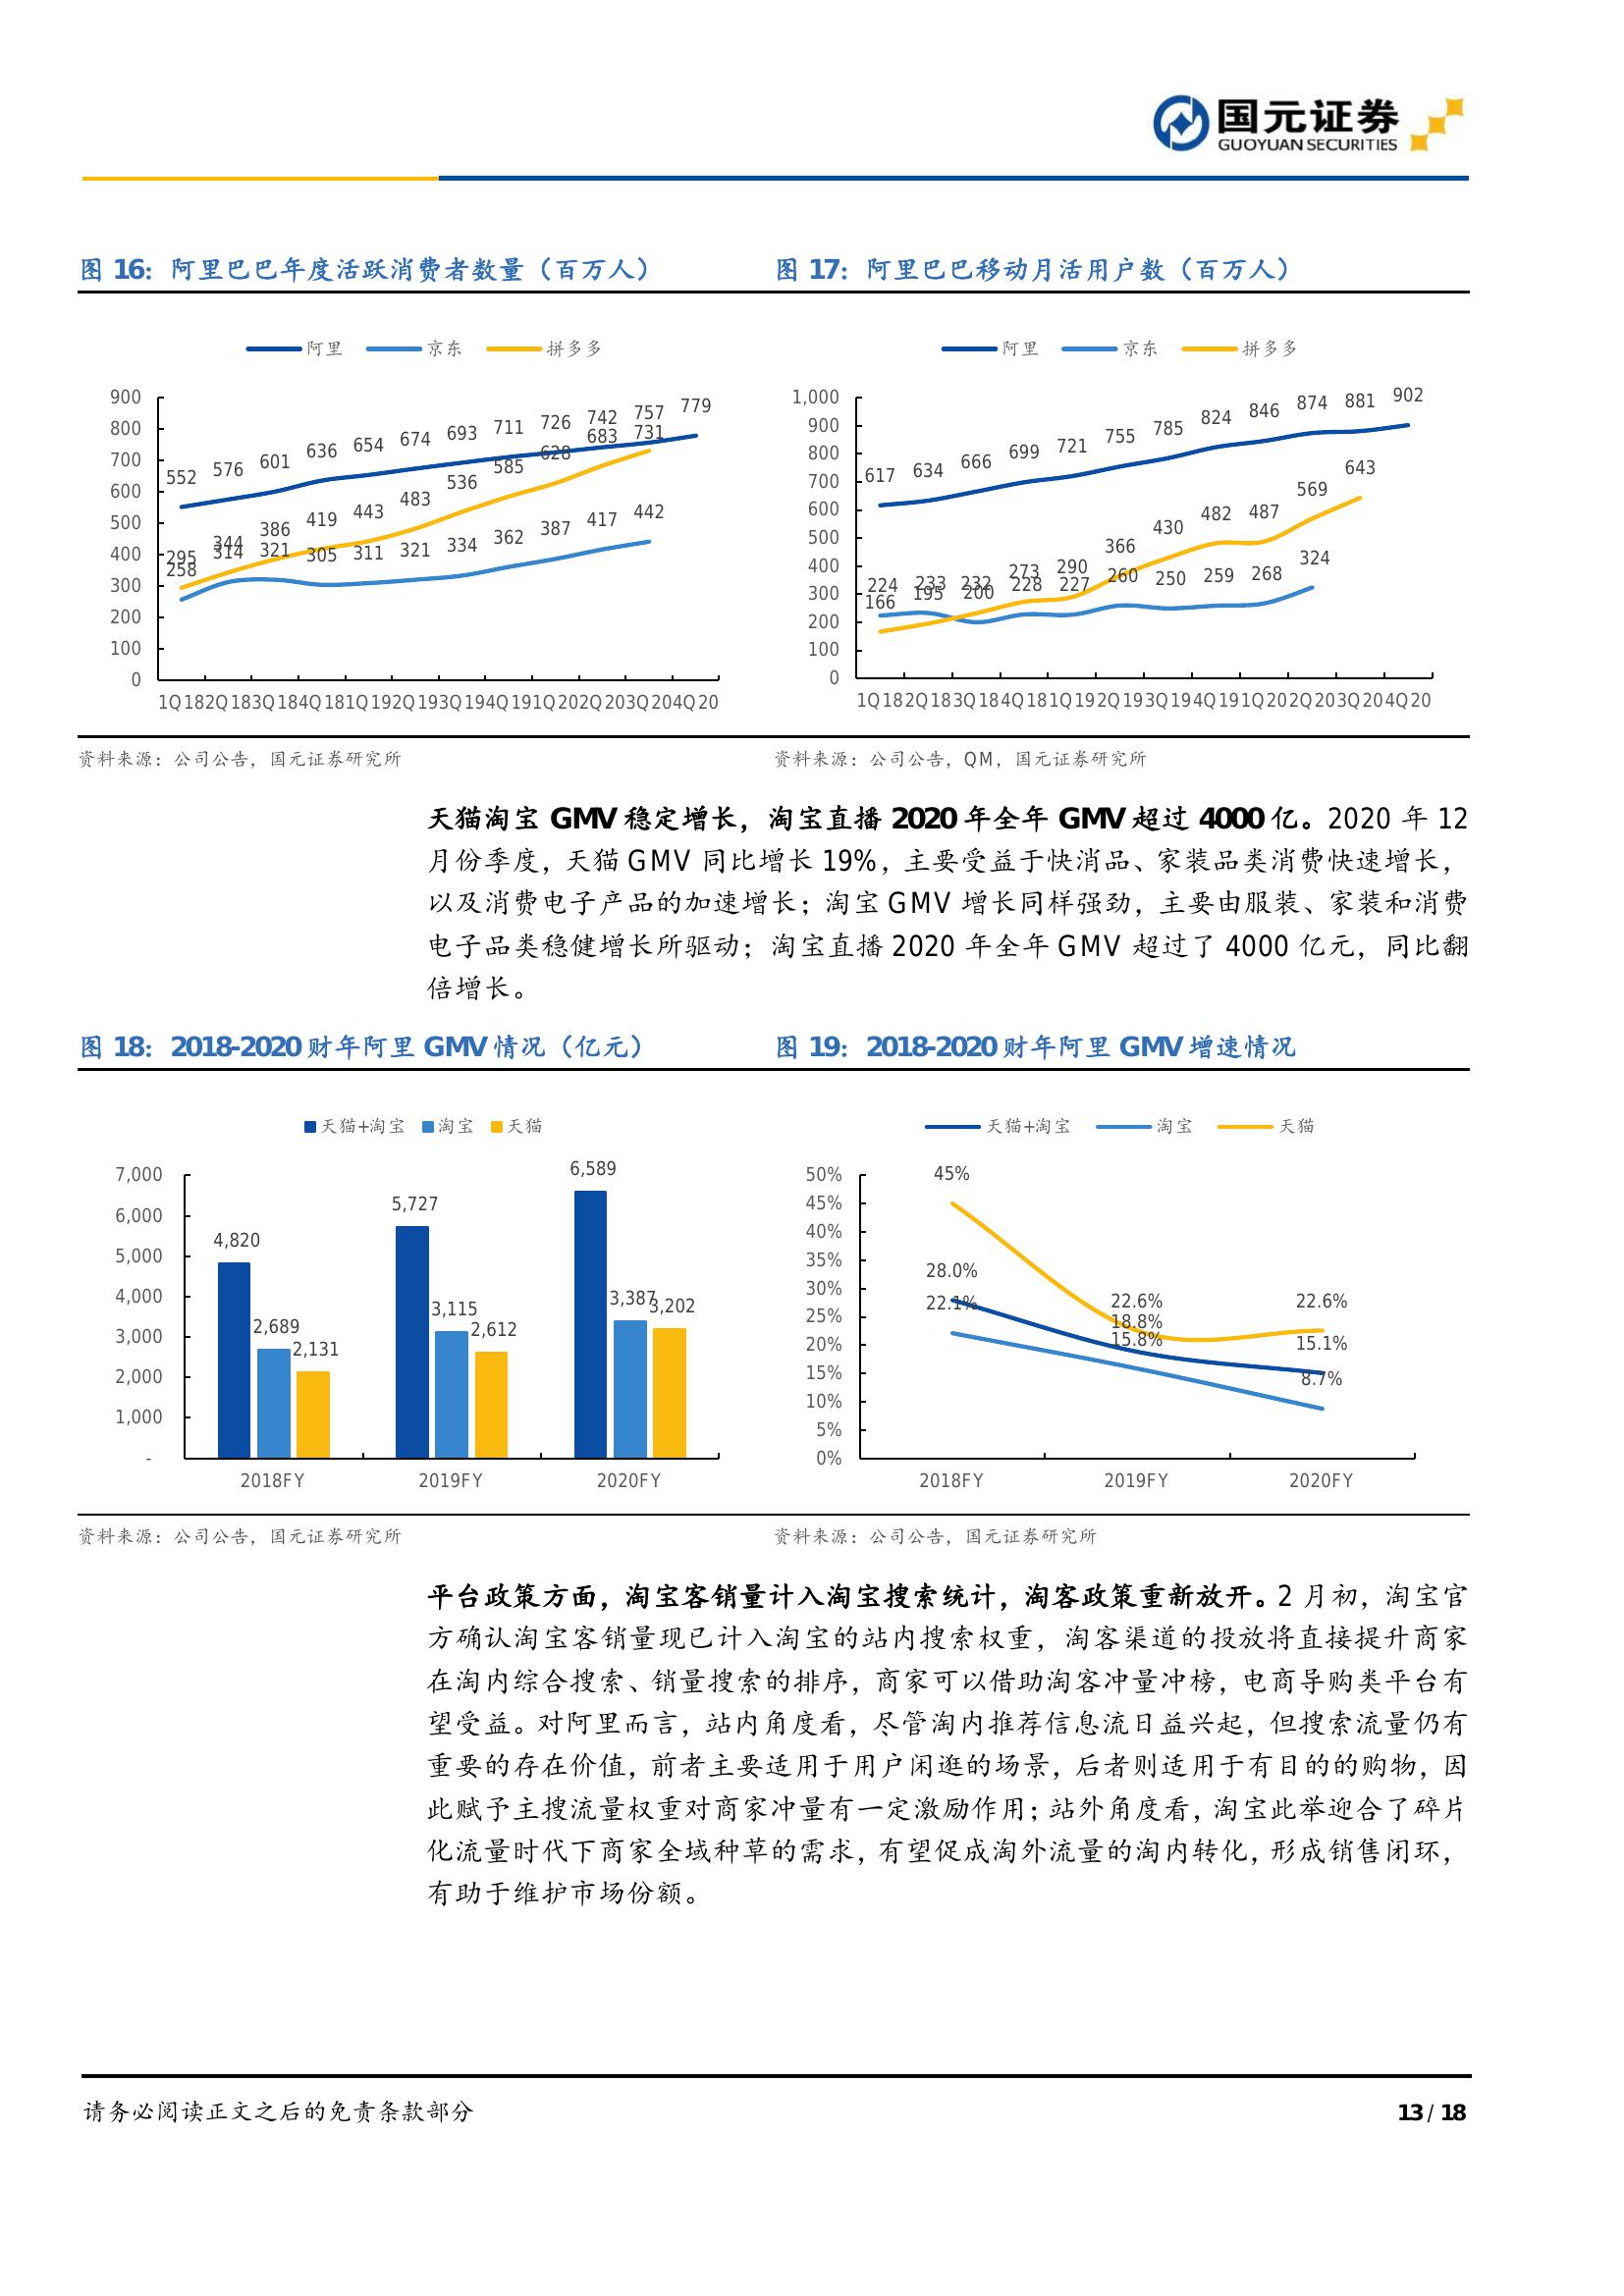 国元证券
GUOYUAN SECURITIES
图 16：阿里巴巴年度活跃消费者数量（百万人）
阿里 京东 拼多多
900
800
700
600
500
400
300
200
100
0
552 576 601 636 654 674 693 711 726 742 757 779
295 344 386 419 443 483 536 585 628 683 731
258 314 321 305 311 321 334 362 387 417 442
1Q18 2Q18 3Q18 4Q18 1Q19 2Q19 3Q19 4Q19 1Q20 2Q20 3Q20 4Q20
资料来源：公司公告，国元证券研究所
图 17：阿里巴巴移动月活用户数（百万人）
阿里 京东 拼多多
1,000
900
800
700
600
500
400
300
200
100
0
617 634 666 699 721 755 785 824 846 874 881 902
166 195 232 273 290 366 430 482 487 569 643
224 233 200 228 227 260 250 259 268 324
1Q18 2Q18 3Q18 4Q18 1Q19 2Q19 3Q19 4Q19 1Q20 2Q20 3Q20 4Q20
资料来源：公司公告，QM，国元证券研究所
天猫淘宝 GMV 稳定增长，淘宝直播 2020 年全年 GMV 超过 4000 亿。2020 年 12
月份季度，天猫 GMV 同比增长 19%，主要受益于快消品、家装品类消费快速增长，
以及消费电子产品的加速增长；淘宝 GMV 增长同样强劲，主要由服装、家装和消费
电子品类稳健增长所驱动；淘宝直播 2020 年全年 GMV 超过了 4000 亿元，同比翻
倍增长。
图 18：2018-2020 财年阿里 GMV 情况（亿元）
天猫+淘宝 淘宝 天猫
7,000
6,000
5,000
4,000
3,000
2,000
1,000
-
4,820 2,689 2,131
5,727 3,115 2,612
6,589 3,387 3,202
2018FY 2019FY 2020FY
资料来源：公司公告，国元证券研究所
图 19：2018-2020 财年阿里 GMV 增速情况
天猫+淘宝 淘宝 天猫
50%
45%
40%
35%
30%
25%
20%
15%
10%
5%
0%
45% 22.6% 22.6%
28.0% 18.8% 15.1%
22.1% 15.8% 8.7%
2018FY 2019FY 2020FY
资料来源：公司公告，国元证券研究所
平台政策方面，淘宝客销量计入淘宝搜索统计，淘客政策重新放开。2 月初，淘宝官
方确认淘宝客销量现已计入淘宝的站内搜索权重，淘客渠道的投放将直接提升商家
在淘内综合搜索、销量搜索的排序，商家可以借助淘客冲量冲榜，电商导购类平台有
望受益。对阿里而言，站内角度看，尽管淘内推荐信息流日益兴起，但搜索流量仍有
重要的存在价值，前者主要适用于用户闲逛的场景，后者则适用于有目的的购物，因
此赋予主搜流量权重对商家冲量有一定激励作用；站外角度看，淘宝此举迎合了碎片
化流量时代下商家全域种草的需求，有望促成淘外流量的淘内转化，形成销售闭环，
有助于维护市场份额。
请务必阅读正文之后的免责条款部分
13 / 18